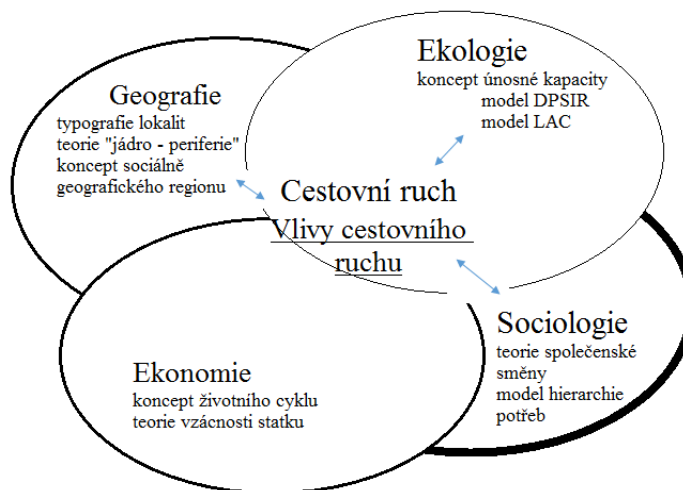 Ekologie
koncept únosné kapacity
model DPSIR
model LAC
Geografie
typografie lokalit
teorie "jádro - periferie"
koncept sociálně
geografického regionu
Cestovní ruch
Vlivy cestovního
ruchu
Sociologie
teorie společenské
směny
model hierarchie
potřeb
Ekonomie
koncept životního cyklu
teorie vzácnosti statku